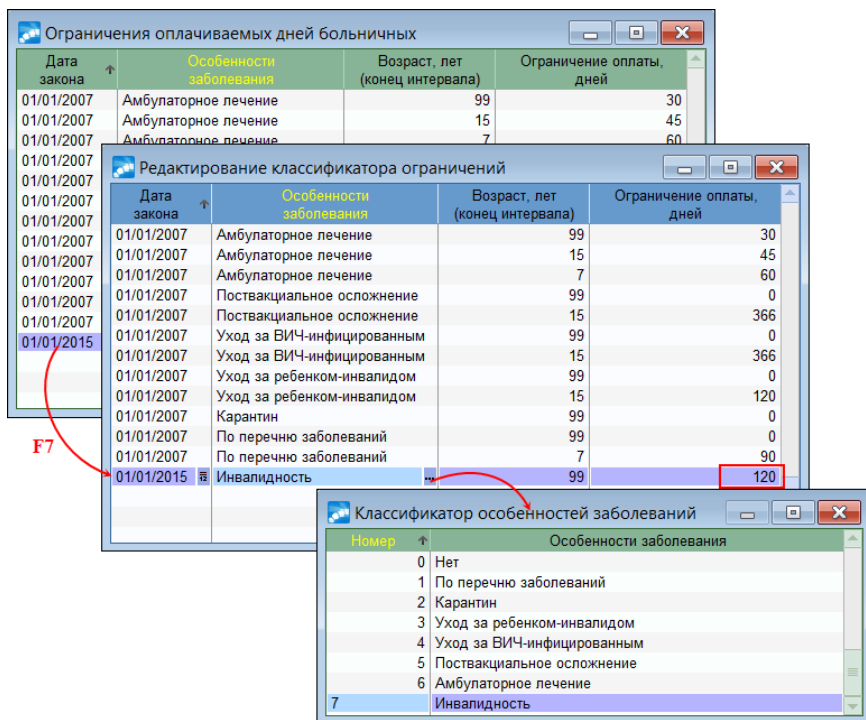 Ограничения оплачиваемых дней больничных
Дата закона Особенности заболевания Возраст, лет (конец интервала) Ограничение оплаты, дней
01/01/2007 Амбулаторное лечение 99 30
01/01/2007 Амбулаторное лечение 15 45
01/01/2007 Амбулаторное лечение 7 60
01/01/2007
01/01/2007
01/01/2007
01/01/2007
01/01/2007
01/01/2007
01/01/2007
01/01/2007
01/01/2007
01/01/2015
F7
Редактирование классификатора ограничений
Дата закона Особенности заболевания Возраст, лет (конец интервала) Ограничение оплаты, дней
01/01/2007 Амбулаторное лечение 99 30
01/01/2007 Амбулаторное лечение 15 45
01/01/2007 Амбулаторное лечение 7 60
01/01/2007 Поствакциальное осложнение 99 0
01/01/2007 Поствакциальное осложнение 15 366
01/01/2007 Уход за ВИЧ-инфицированным 99 0
01/01/2007 Уход за ВИЧ-инфицированным 15 366
01/01/2007 Уход за ребенком-инвалидом 99 0
01/01/2007 Уход за ребенком-инвалидом 15 120
01/01/2007 Карантин 99 0
01/01/2007 По перечню заболеваний 99 0
01/01/2007 По перечню заболеваний 7 90
01/01/2015 Инвалидность ... 99 120
Классификатор особенностей заболеваний
Номер Особенности заболевания
0 Нет
1 По перечню заболеваний
2 Карантин
3 Уход за ребенком-инвалидом
4 Уход за ВИЧ-инфицированным
5 Поствакциальное осложнение
6 Амбулаторное лечение
7 Инвалидность